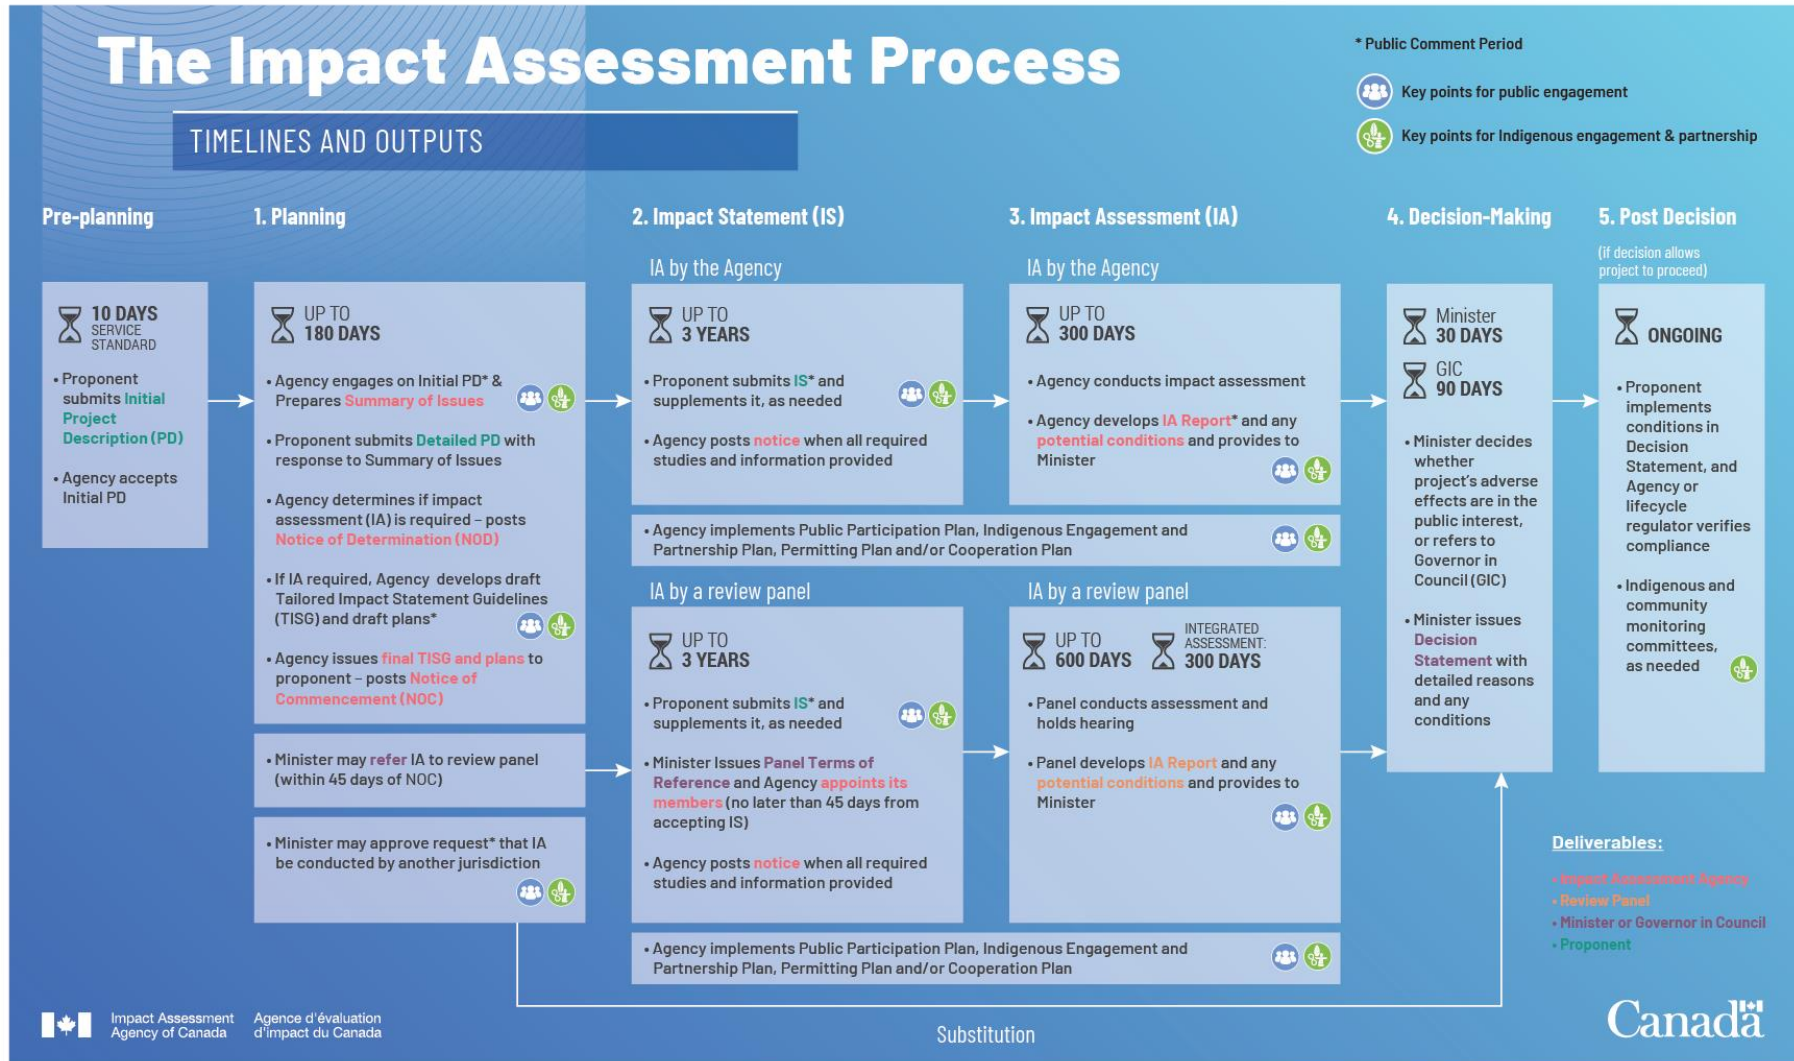 The Impact Assessment Process
TIMELINES AND OUTPUTS
* Public Comment Period
Key points for public engagement
Key points for Indigenous engagement & partnership
Pre-planning
10 DAYS
SERVICE
STANDARD
• Proponent
submits Initial
Project
Description (PD)
• Agency accepts
Initial PD
1. Planning
UP TO
180 DAYS
• Agency engages on Initial PD* &
Prepares Summary of Issues
• Proponent submits Detailed PD with
response to Summary of Issues
• Agency determines if impact
assessment (IA) is required – posts
Notice of Determination (NOD)
• If IA required, Agency develops draft
Tailored Impact Statement Guidelines
(TISG) and draft plans*
• Agency issues final TISG and plans to
proponent – posts Notice of
Commencement (NOC)
• Minister may refer IA to review panel
(within 45 days of NOC)
• Minister may approve request* that IA
be conducted by another jurisdiction
2. Impact Statement (IS)
IA by the Agency
UP TO
3 YEARS
• Proponent submits IS* and
supplements it, as needed
• Agency posts notice when all required
studies and information provided
3. Impact Assessment (IA)
IA by the Agency
UP TO
300 DAYS
• Agency conducts impact assessment
• Agency develops IA Report* and any
potential conditions and provides to
Minister
• Agency implements Public Participation Plan, Indigenous Engagement and
Partnership Plan, Permitting Plan and/or Cooperation Plan
IA by a review panel
UP TO
3 YEARS
• Proponent submits IS* and
supplements it, as needed
• Minister Issues Panel Terms of
Reference and Agency appoints its
members (no later than 45 days from
accepting IS)
• Agency posts notice when all required
studies and information provided
IA by a review panel
UP TO
600 DAYS
INTEGRATED
ASSESSMENT:
300 DAYS
• Panel conducts assessment and
holds hearing
• Panel develops IA Report and any
potential conditions and provides to
Minister
• Agency implements Public Participation Plan, Indigenous Engagement and
Partnership Plan, Permitting Plan and/or Cooperation Plan
4. Decision-Making
Minister
30 DAYS
GIC
90 DAYS
• Minister decides
whether
project's adverse
effects are in the
public interest,
or refers to
Governor in
Council (GIC)
• Minister issues
Decision
Statement with
detailed reasons
and any
conditions
5. Post Decision
(if decision allows
project to proceed)
ONGOING
• Proponent
implements
conditions in
Decision
Statement, and
Agency or
lifecycle
regulator verifies
compliance
• Indigenous and
community
monitoring
committees,
as needed
Deliverables:
• Impact Assessment Agency
• Review Panel
• Minister or Governor in Council
• Proponent
Substitution
Impact Assessment
Agency of Canada
Agence d'évaluation
d'impact du Canada
Canada